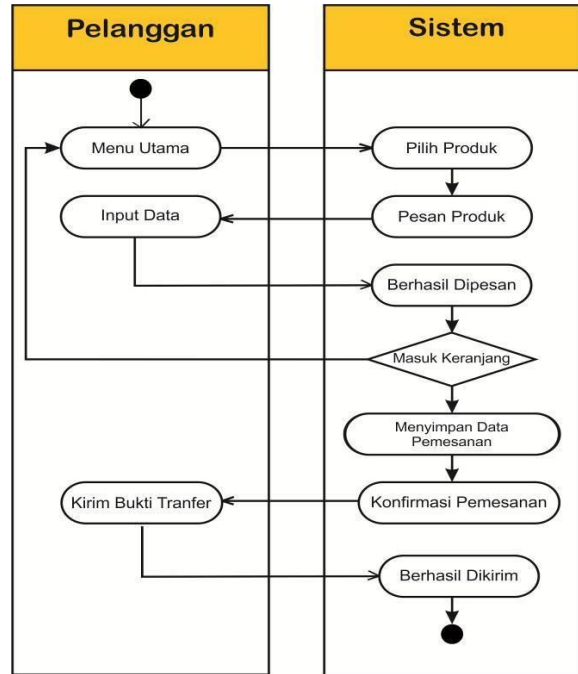 Pelanggan
Sistem
Menu Utama
Pilih Produk
Input Data
Pesan Produk
Berhasil Dipesan
Masuk Keranjang
Menyimpan Data
Pemesanan
Kirim Bukti Tranfer
Konfirmasi Pemesanan
Berhasil Dikirim